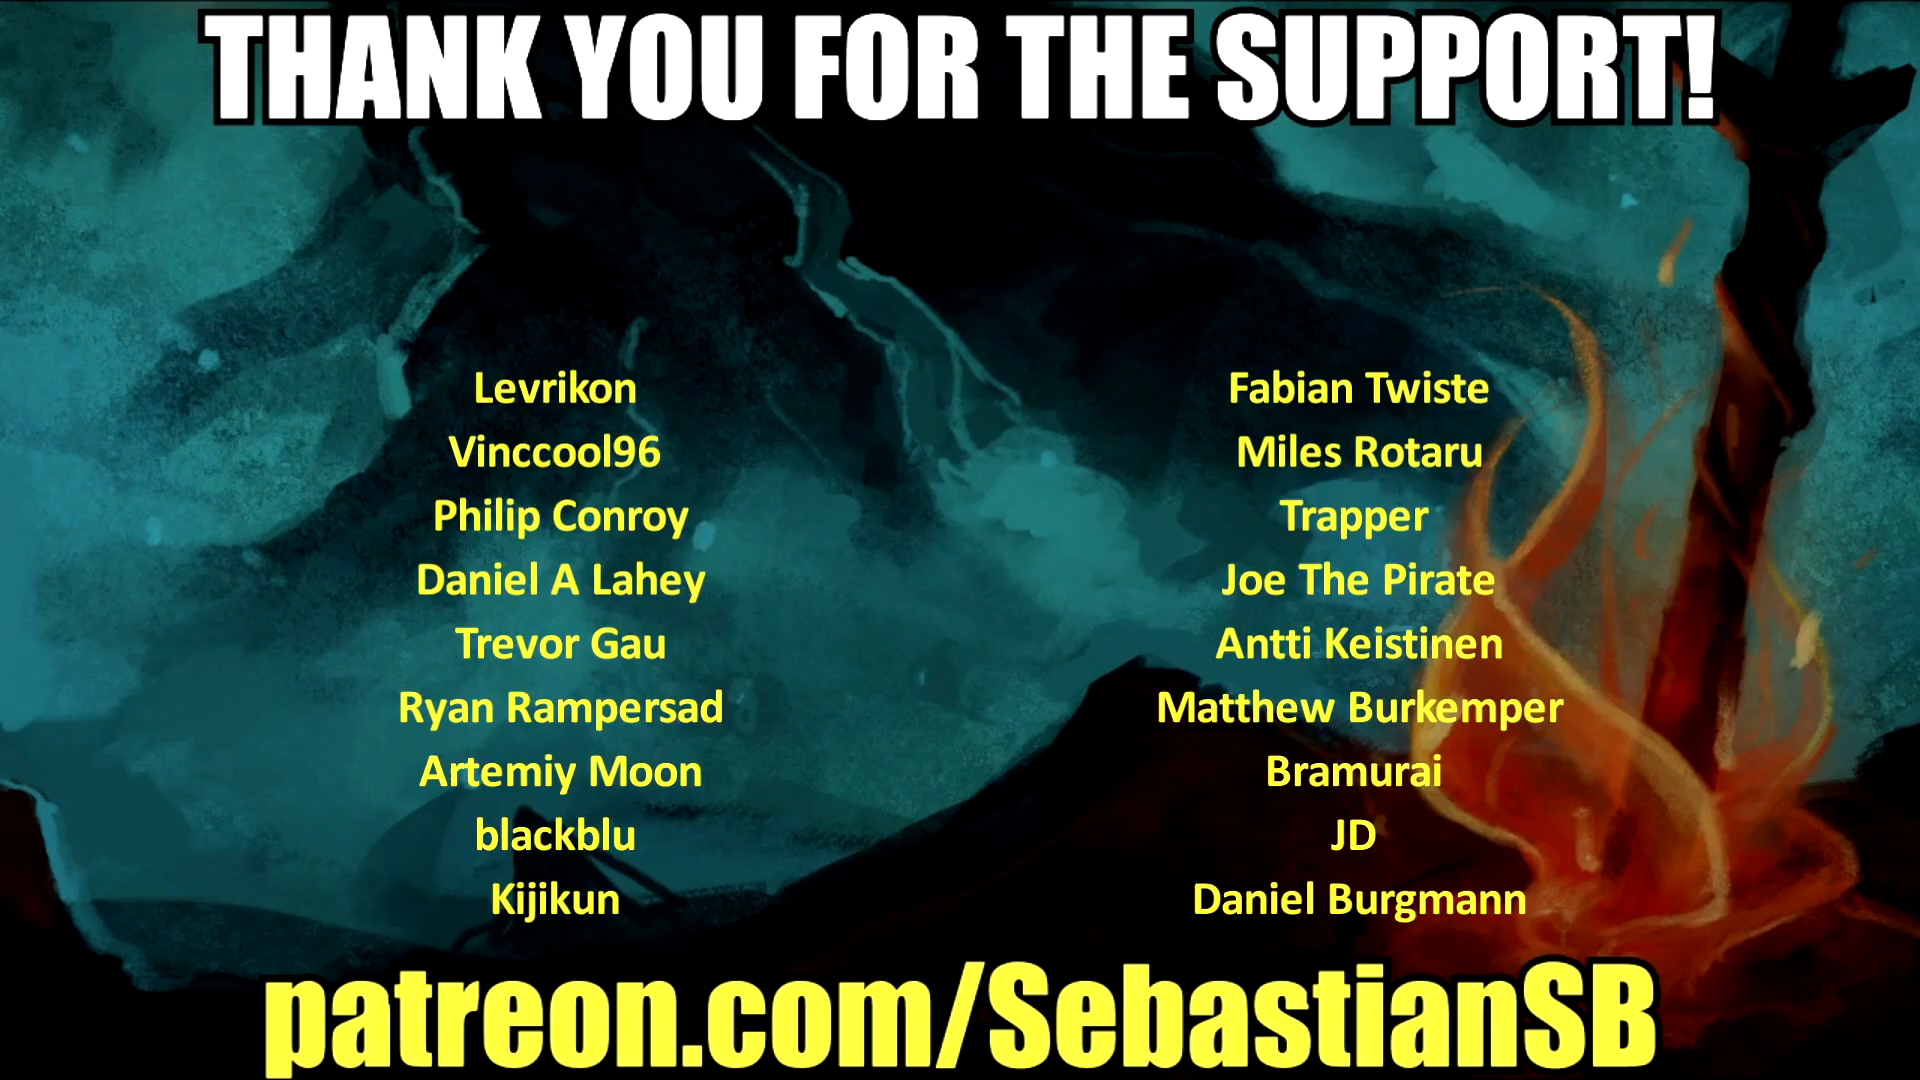 THANK YOU FOR THE SUPPORT!
Levrikon
Vinccool96
Philip Conroy
Daniel A Lahey
Trevor Gau
Ryan Rampersad
Artemiy Moon
blackblu
Kijikun
Fabian Twiste
Miles Rotaru
Trapper
Joe The Pirate
Antti Keistinen
Matthew Burkemper
Bramurai
JD
Daniel Burgmann
patreon.com/SebastianSB